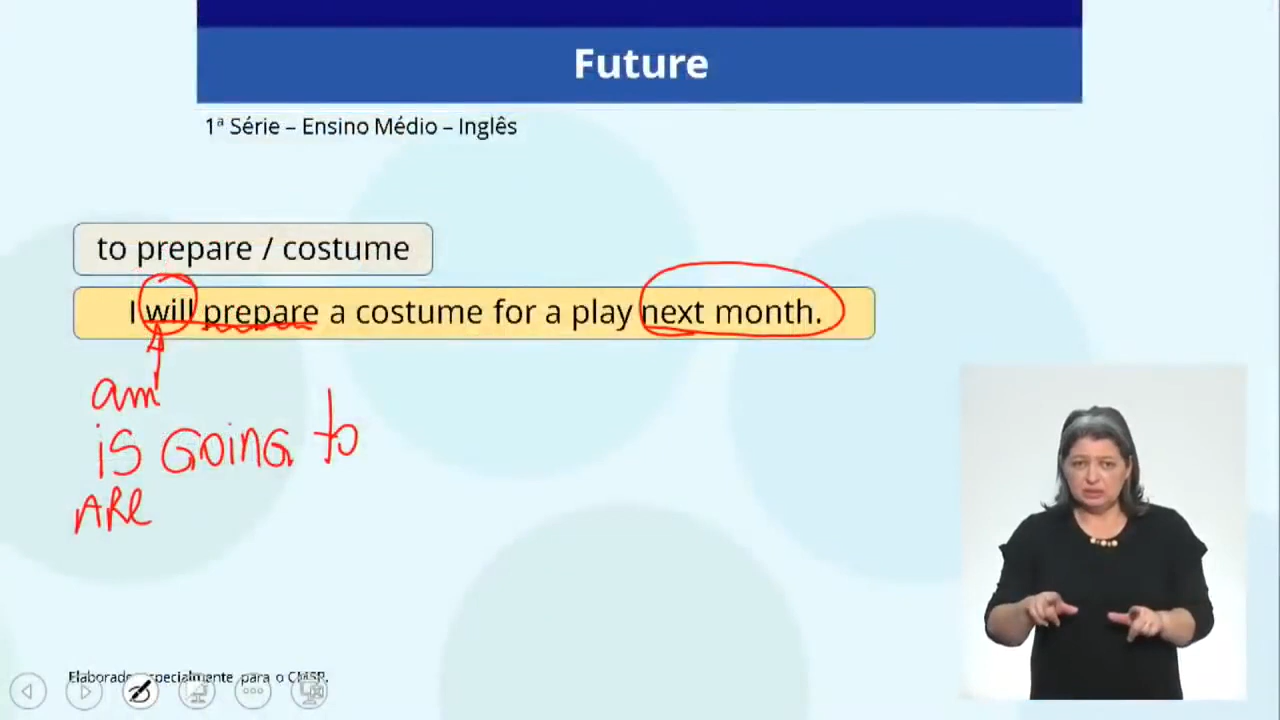 Future
1ª Série – Ensino Médio – Inglês
to prepare / costume
I will prepare a costume for a play next month.
am
is GOING to
ARE
Elaborado especialmente para o CMSP.